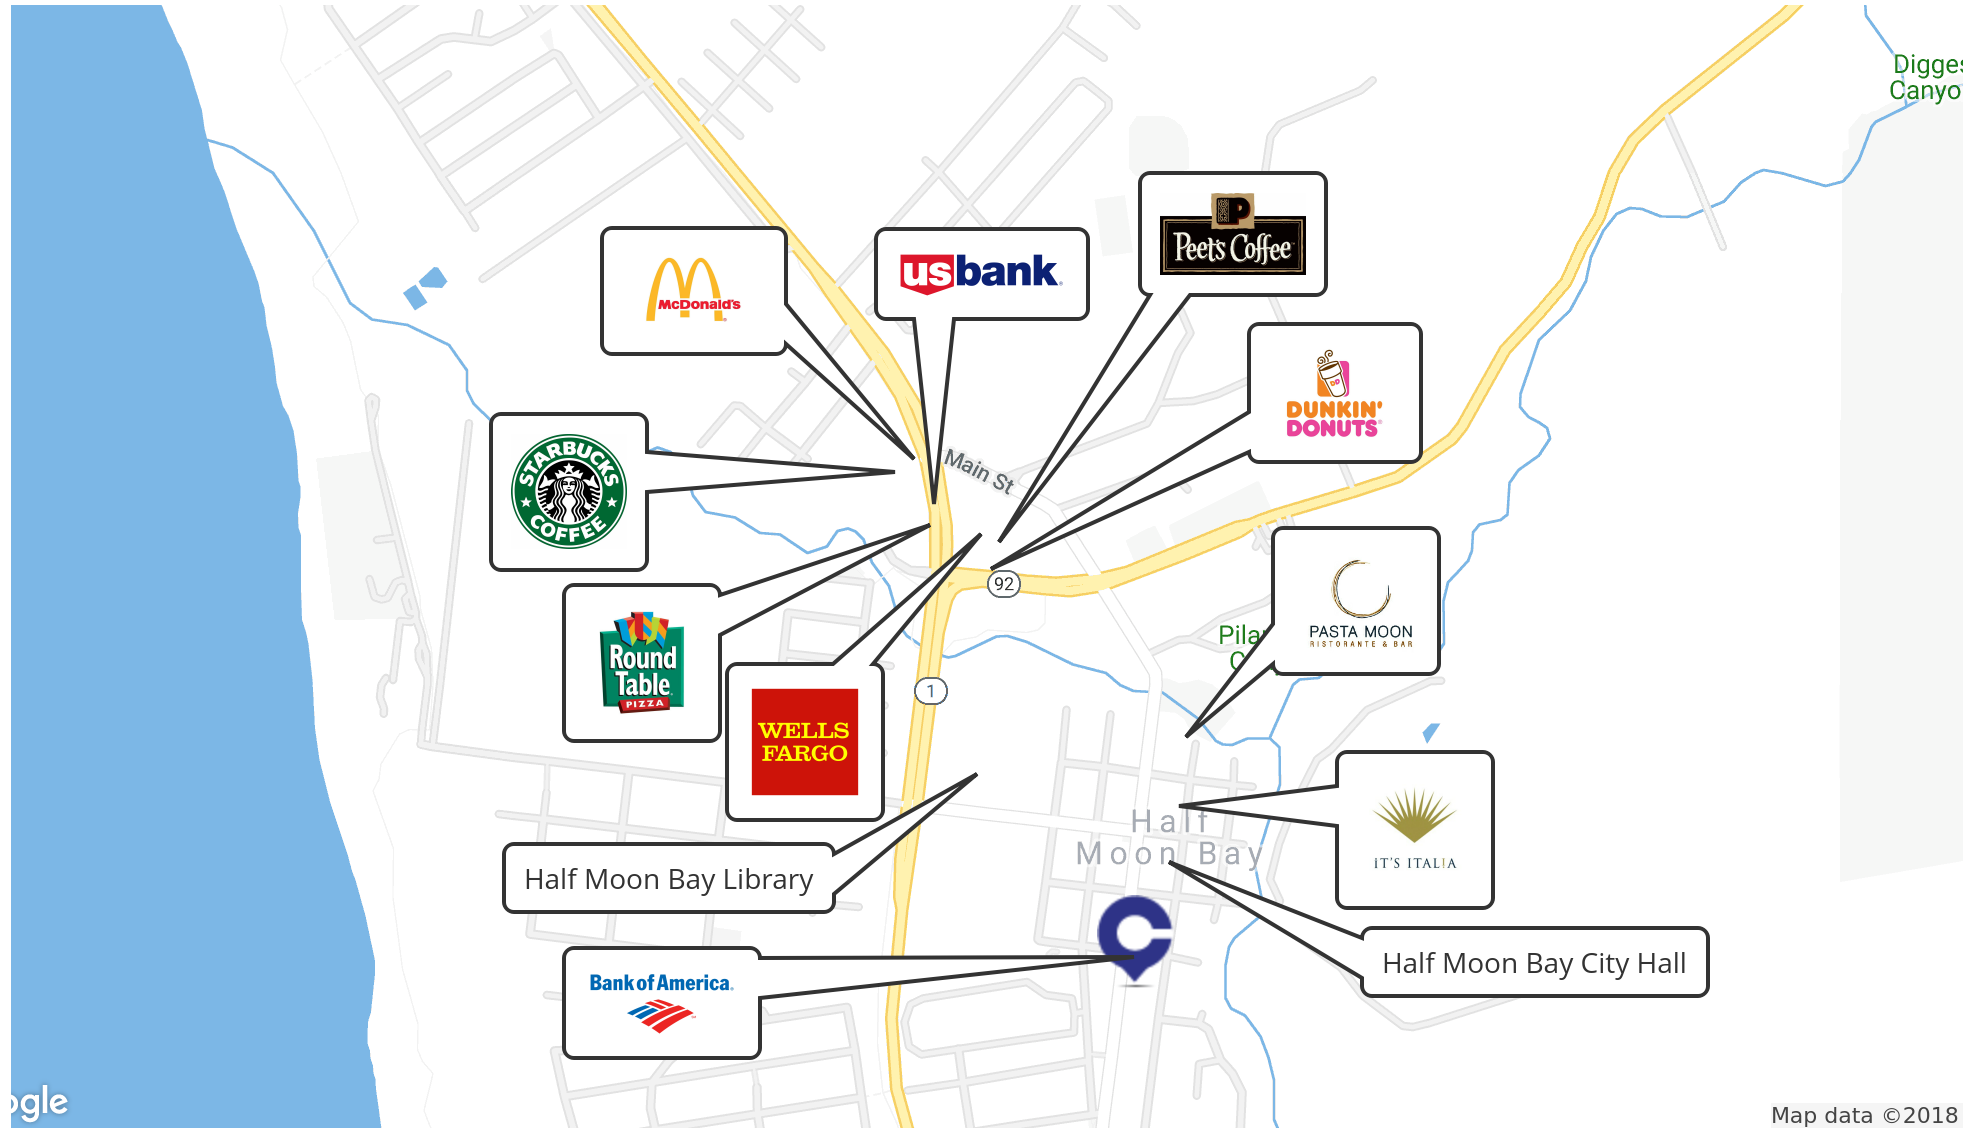 Digges
Canyo
Peet's Coffee
usbank
McDonald's
DUNKIN'
DONUTS
Main St
STARBUCKS
COFFEE
92
PASTA MOON
RISTORANTE & BAR
Pila
C
Round
Table
PIZZA
1
WELLS
FARGO
Half
Moon Bay
IT'S ITALIA
Half Moon Bay Library
Half Moon Bay City Hall
Bank of America
ogle
Map data ©2018